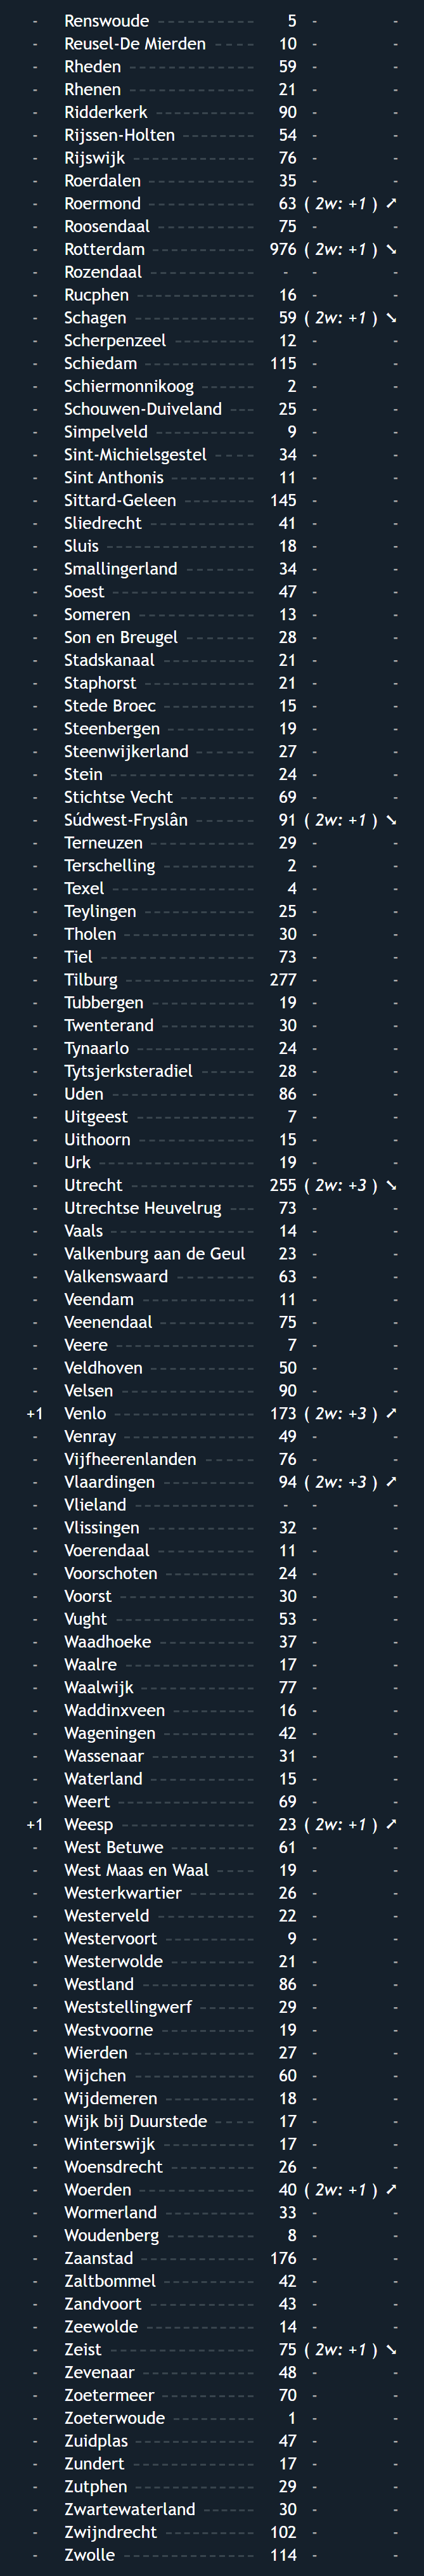 - Renswoude ---------- 5 - -
- Reusel-De Mierden ---- 10 - -
- Rheden ------------- 59 - -
- Rhenen ------------- 21 - -
- Ridderkerk ---------- 90 - -
- Rijssen-Holten -------- 54 - -
- Rijswijk ------------ 76 - -
- Roerdalen ----------- 35 - -
- Roermond ----------- 63 ( 2w: +1 ) ➚
- Roosendaal ---------- 75 - -
- Rotterdam ----------- 976 ( 2w: +1 ) ➘
- Rozendaal ----------- - - -
- Rucphen ------------ 16 - -
- Schagen ------------ 59 ( 2w: +1 ) ➘
- Scherpenzeel -------- 12 - -
- Schiedam ----------- 115 - -
- Schiermonnikoog ----- 2 - -
- Schouwen-Duiveland --- 25 - -
- Simpelveld ---------- 9 - -
- Sint-Michielsgestel ---- 34 - -
- Sint Anthonis -------- 11 - -
- Sittard-Geleen ------- 145 - -
- Sliedrecht ----------- 41 - -
- Sluis --------------- 18 - -
- Smallingerland ------- 34 - -
- Soest -------------- 47 - -
- Someren ----------- 13 - -
- Son en Breugel ------- 28 - -
- Stadskanaal --------- 21 - -
- Staphorst ----------- 21 - -
- Stede Broec --------- 15 - -
- Steenbergen --------- 19 - -
- Steenwijkerland ------ 27 - -
- Stein -------------- 24 - -
- Stichtse Vecht -------- 69 - -
- Súdwest-Fryslân ------ 91 ( 2w: +1 ) ➘
- Terneuzen ---------- 29 - -
- Terschelling --------- 2 - -
- Texel -------------- 4 - -
- Teylingen ----------- 25 - -
- Tholen ------------- 30 - -
- Tiel --------------- 73 - -
- Tilburg ------------- 277 - -
- Tubbergen ---------- 19 - -
- Twenterand --------- 30 - -
- Tynaarlo ----------- 24 - -
- Tytsjerksteradiel ------ 28 - -
- Uden -------------- 86 - -
- Uitgeest ------------ 7 - -
- Uithoorn ----------- 15 - -
- Urk --------------- 19 - -
- Utrecht ------------ 255 ( 2w: +3 ) ➘
- Utrechtse Heuvelrug --- 73 - -
- Vaals -------------- 14 - -
- Valkenburg aan de Geul 23 - -
- Valkenswaard -------- 63 - -
- Veendam ----------- 11 - -
- Veenendaal --------- 75 - -
- Veere ------------- 7 - -
- Veldhoven ---------- 50 - -
- Velsen ------------- 90 - -
+1 Venlo -------------- 173 ( 2w: +3 ) ➚
- Venray ------------- 49 - -
- Vijfheerenlanden ----- 76 - -
- Vlaardingen --------- 94 ( 2w: +3 ) ➚
- Vlieland ------------ - - -
- Vlissingen ----------- 32 - -
- Voerendaal ---------- 11 - -
- Voorschoten --------- 24 - -
- Voorst ------------- 30 - -
- Vught ------------- 53 - -
- Waadhoeke --------- 37 - -
- Waalre ------------- 17 - -
- Waalwijk ----------- 77 - -
- Waddinxveen -------- 16 - -
- Wageningen --------- 42 - -
- Wassenaar ---------- 31 - -
- Waterland ---------- 15 - -
- Weert ------------- 69 - -
+1 Weesp ------------- 23 ( 2w: +1 ) ➚
- West Betuwe -------- 61 - -
- West Maas en Waal ---- 19 - -
- Westerkwartier ------- 26 - -
- Westerveld ---------- 22 - -
- Westervoort --------- 9 - -
- Westerwolde --------- 21 - -
- Westland ----------- 86 - -
- Weststellingwerf ------ 29 - -
- Westvoorne --------- 19 - -
- Wierden ------------ 27 - -
- Wijchen ------------ 60 - -
- Wijdemeren --------- 18 - -
- Wijk bij Duurstede ---- 17 - -
- Winterswijk --------- 17 - -
- Woensdrecht -------- 26 - -
- Woerden ----------- 40 ( 2w: +1 ) ➚
- Wormerland --------- 33 - -
- Woudenberg -------- 8 - -
- Zaanstad ----------- 176 - -
- Zaltbommel --------- 42 - -
- Zandvoort ---------- 43 - -
- Zeewolde ----------- 14 - -
- Zeist -------------- 75 ( 2w: +1 ) ➘
- Zevenaar ----------- 48 - -
- Zoetermeer --------- 70 - -
- Zoeterwoude -------- 1 - -
- Zuidplas ------------ 47 - -
- Zundert ------------ 17 - -
- Zutphen ------------ 29 - -
- Zwartewaterland ------ 30 - -
- Zwijndrecht --------- 102 - -
- Zwolle ------------- 114 - -